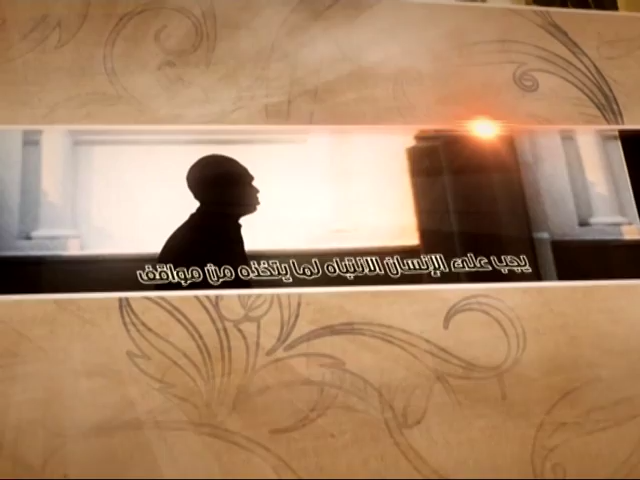 يجب على الإنسان الانتباه لما يتخذه من مواقف